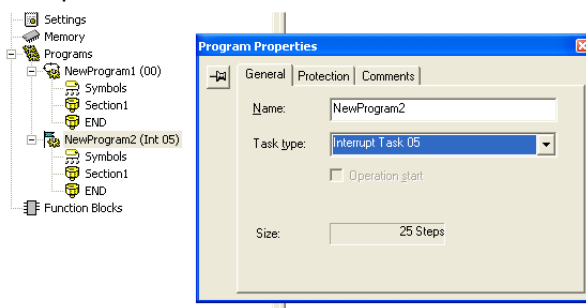 Settings
Memory
Programs
NewProgram1 (00)
Symbols
Section1
END
NewProgram2 (Int 05)
Symbols
Section1
END
Function Blocks
Program Properties
General Protection Comments
Name: NewProgram2
Task type: Interrupt Task 05
Operation start
Size: 25 Steps